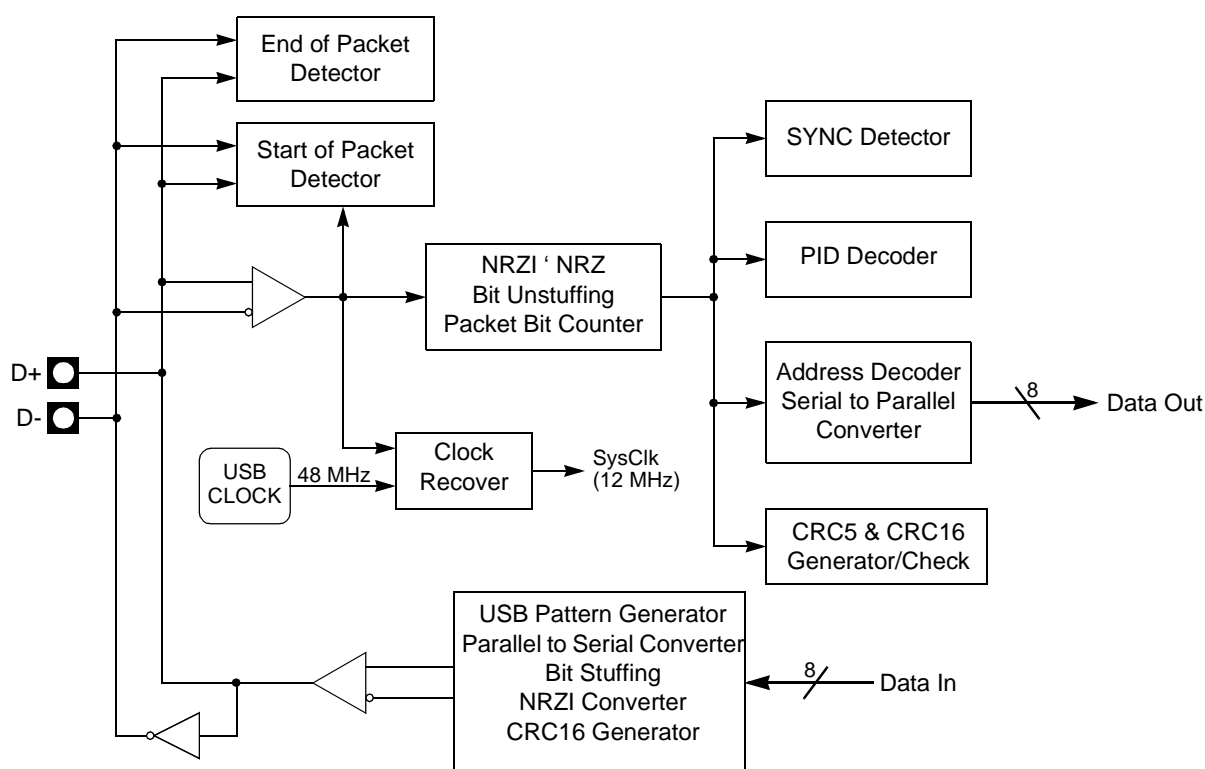 End of Packet
Detector
Start of Packet
Detector
SYNC Detector
PID Decoder
NRZI ‘ NRZ
Bit Unstuffing
Packet Bit Counter
D+
D-
Address Decoder
Serial to Parallel
Converter
8
Data Out
USB
CLOCK
48 MHz
Clock
Recover
SysClk
(12 MHz)
CRC5 & CRC16
Generator/Check
USB Pattern Generator
Parallel to Serial Converter
Bit Stuffing
NRZI Converter
CRC16 Generator
8
Data In